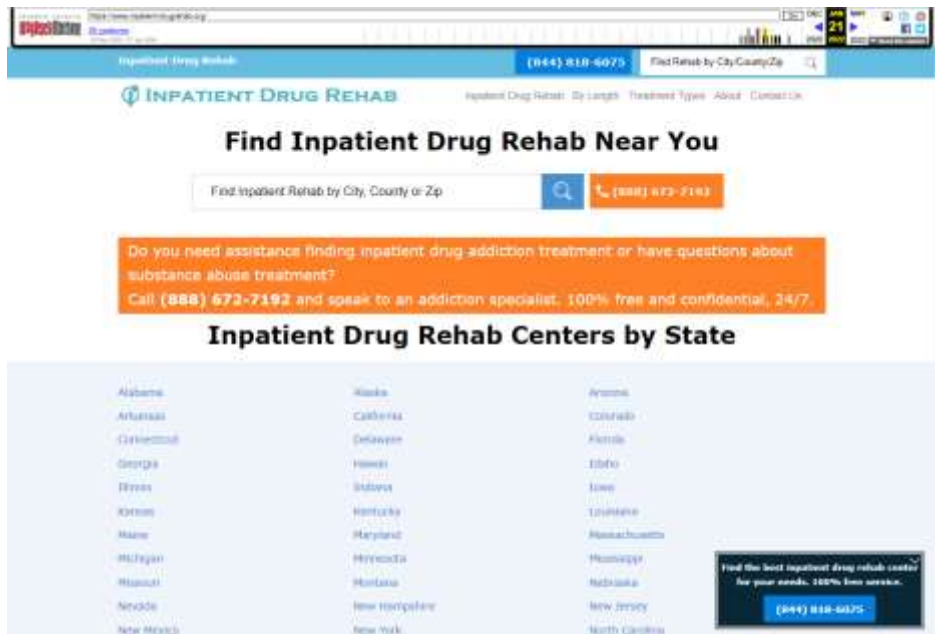 DEC JAN
21
Inpatient Drug Rehab (844) 818-6075 Find Rehab by City/County/Zip
INPATIENT DRUG REHAB Inpatient Drug Rehab By Length Treatment Types About Contact Us
Find Inpatient Drug Rehab Near You
Find Inpatient Rehab by City, County or Zip (888) 672-7192
Do you need assistance finding inpatient drug addiction treatment or have questions about
substance abuse treatment?
Call (888) 672-7192 and speak to an addiction specialist. 100% free and confidential, 24/7.
Inpatient Drug Rehab Centers by State
Alabama Alaska Arizona
Arkansas California Colorado
Connecticut Delaware Florida
Georgia Hawaii Idaho
Illinois Indiana Iowa
Kansas Kentucky Louisiana
Maine Maryland Massachusetts
Michigan Minnesota Mississippi
Missouri Montana Nebraska
Nevada New Hampshire New Jersey
New Mexico New York North Carolina
Find the best inpatient drug rehab center
for your needs. 100% free service.
(844) 818-6075